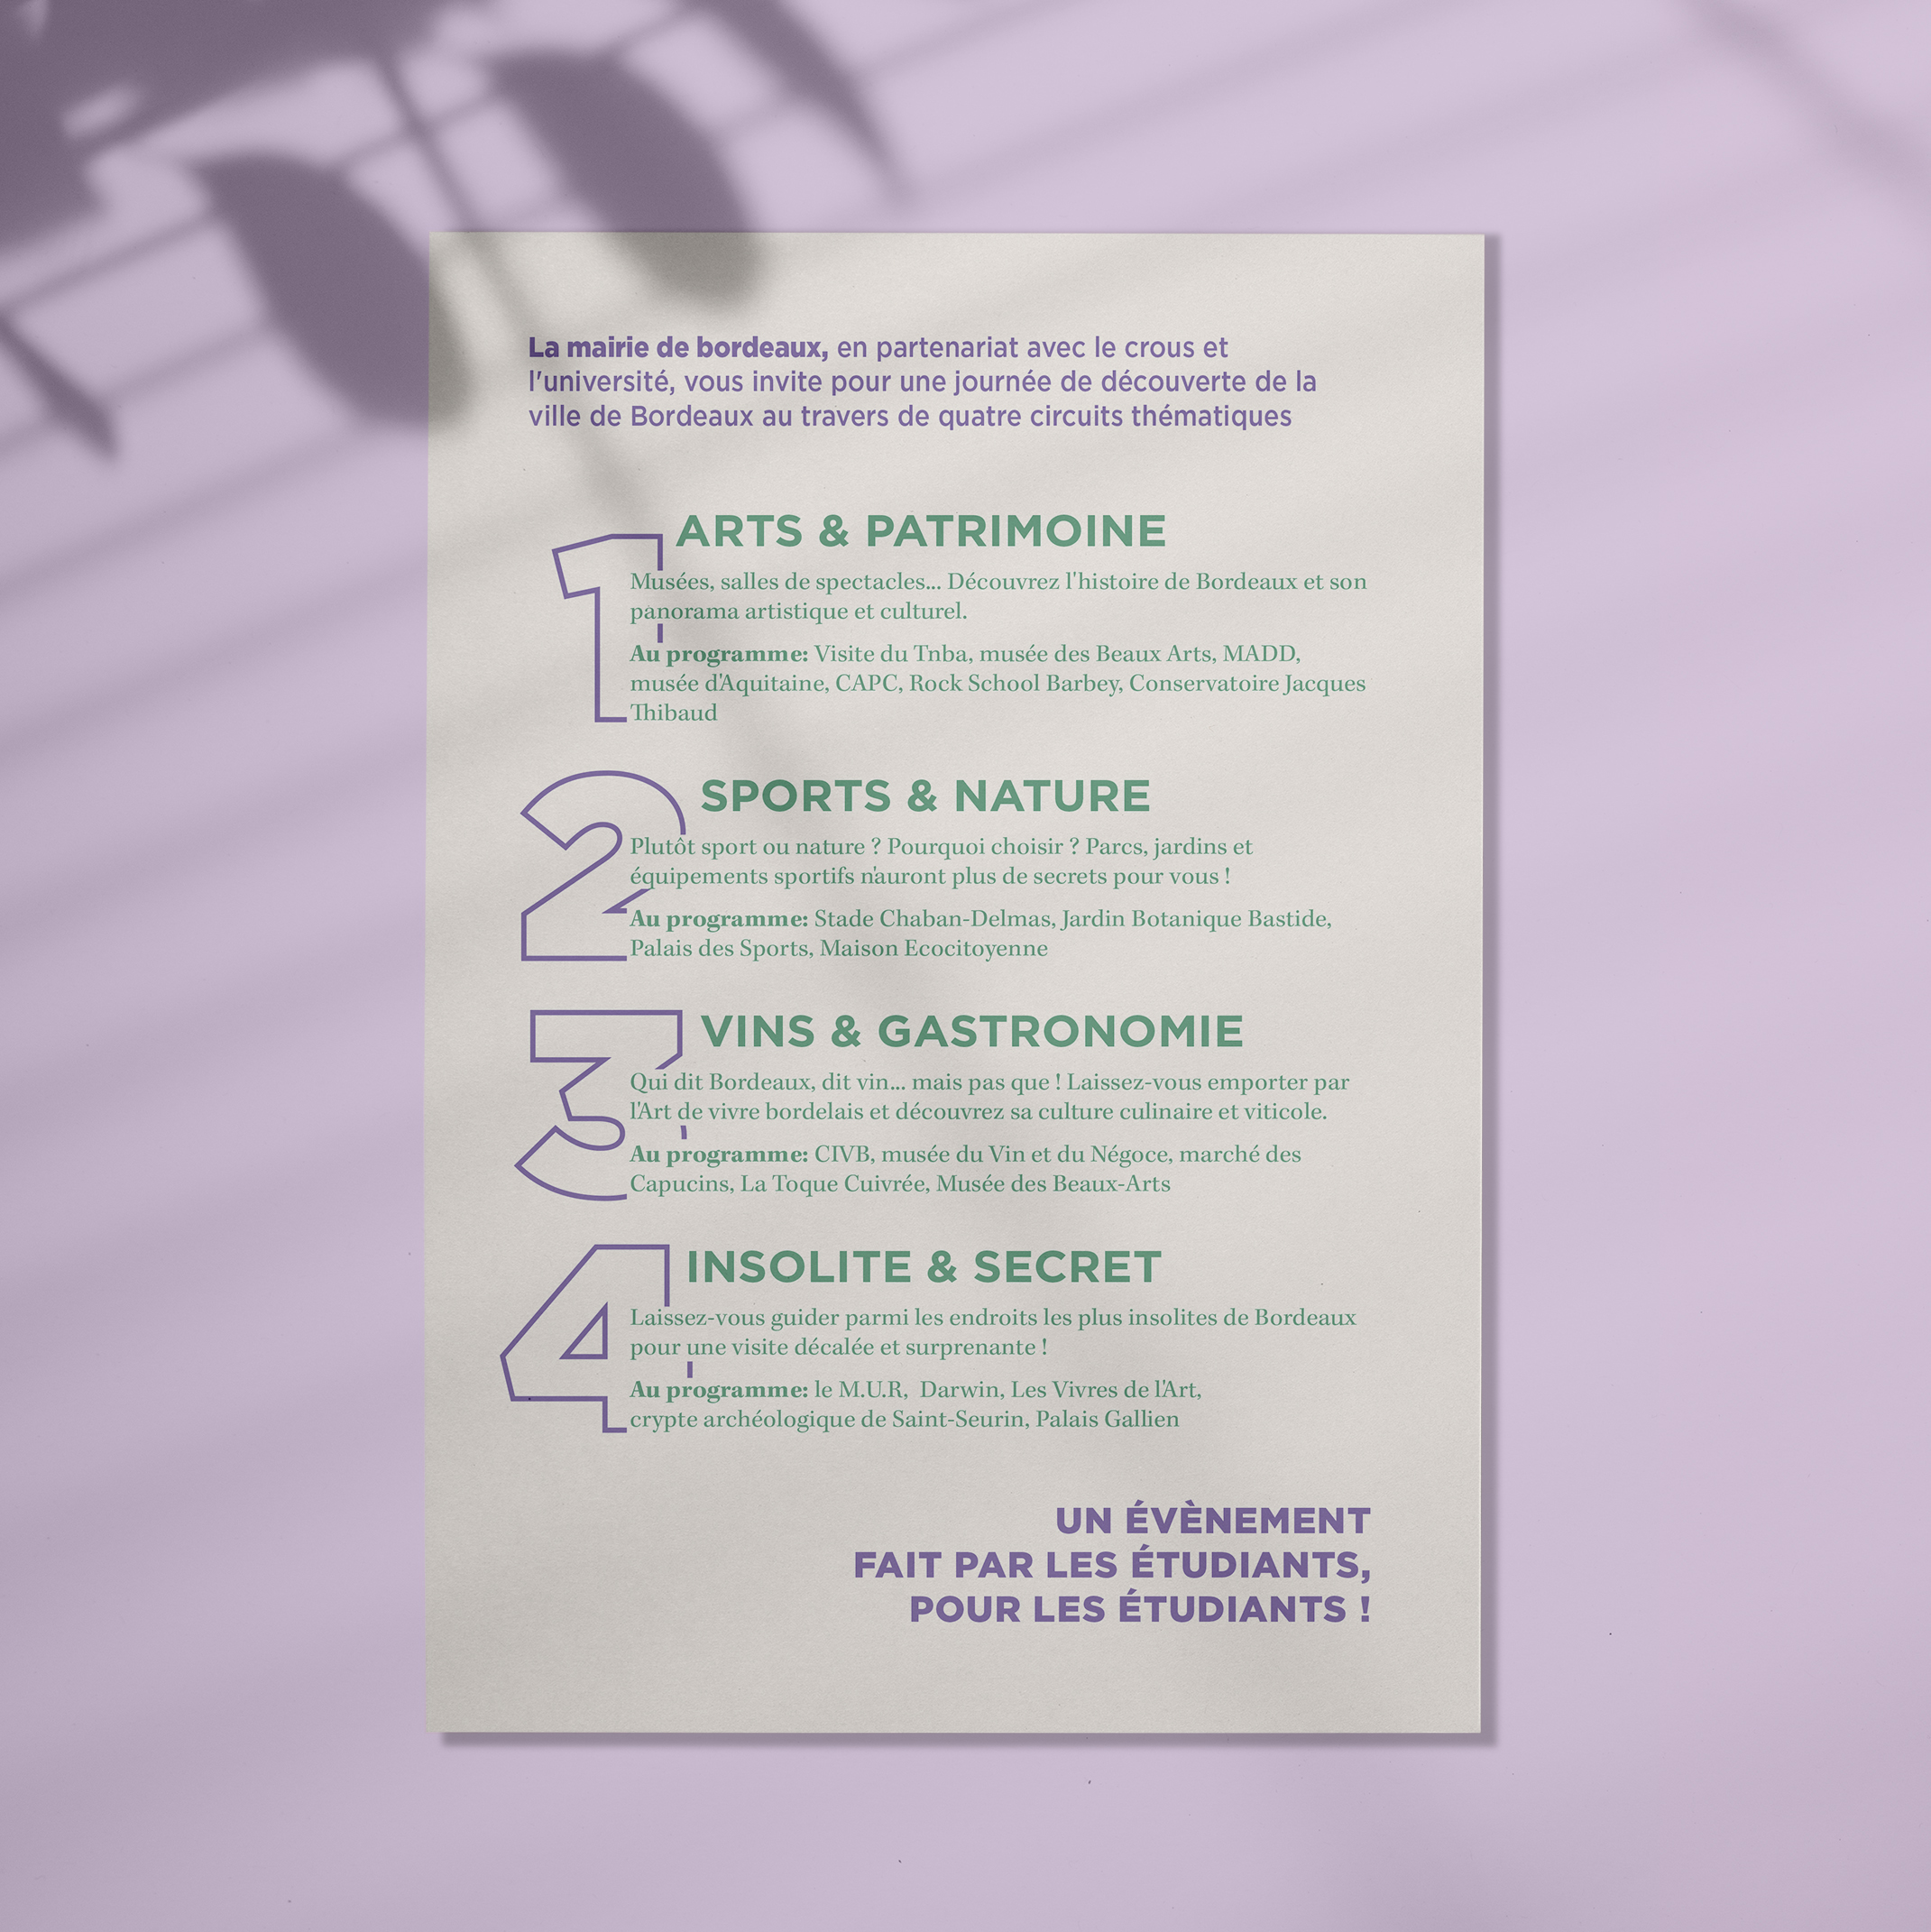 La mairie de bordeaux, en partenariat avec le crous et
l'université, vous invite pour une journée de découverte de la
ville de Bordeaux au travers de quatre circuits thématiques
1
ARTS & PATRIMOINE
Musées, salles de spectacles... Découvrez l'histoire de Bordeaux et son
panorama artistique et culturel.
Au programme: Visite du Tnba, musée des Beaux Arts, MADD,
musée d'Aquitaine, CAPC, Rock School Barbey, Conservatoire Jacques
Thibaud
2
SPORTS & NATURE
Plutôt sport ou nature ? Pourquoi choisir ? Parcs, jardins et
équipements sportifs n'auront plus de secrets pour vous !
Au programme: Stade Chaban-Delmas, Jardin Botanique Bastide,
Palais des Sports, Maison Ecocitoyenne
3
VINS & GASTRONOMIE
Qui dit Bordeaux, dit vin... mais pas que ! Laissez-vous emporter par
l'Art de vivre bordelais et découvrez sa culture culinaire et viticole.
Au programme: CIVB, musée du Vin et du Négoce, marché des
Capucins, La Toque Cuivrée, Musée des Beaux-Arts
4
INSOLITE & SECRET
Laissez-vous guider parmi les endroits les plus insolites de Bordeaux
pour une visite décalée et surprenante !
Au programme: le M.U.R,  Darwin, Les Vivres de l'Art,
crypte archéologique de Saint-Seurin, Palais Gallien
UN ÉVÈNEMENT
FAIT PAR LES ÉTUDIANTS,
POUR LES ÉTUDIANTS !